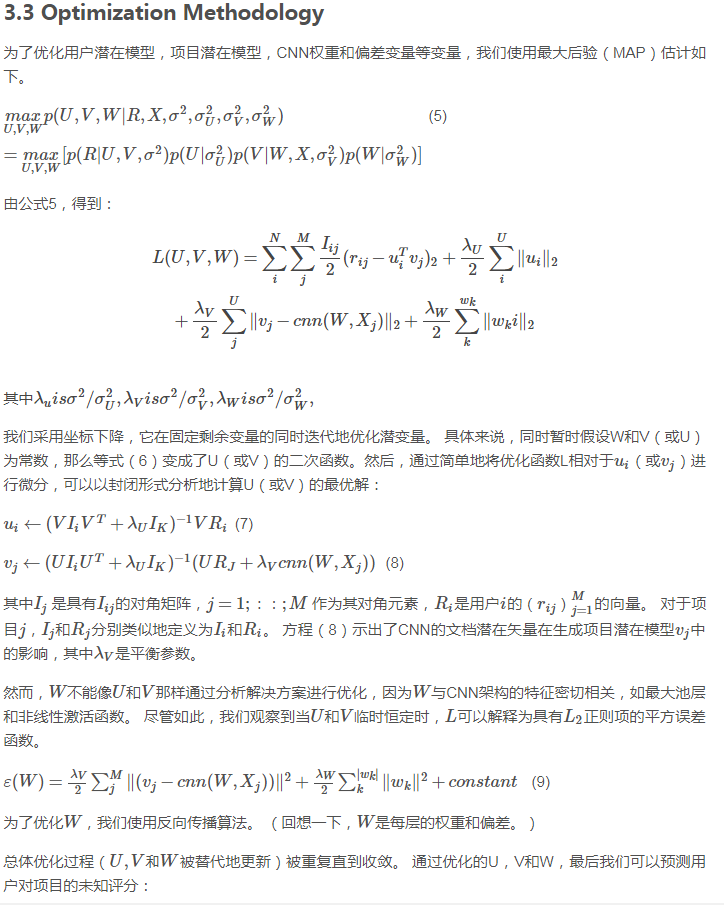 3.3 Optimization Methodology
为了优化用户潜在模型，项目潜在模型，CNN权重和偏差变量等变量，我们使用最大后验（MAP）估计如
下。
max_{U,V,W} p(U,V,W|R,X,σ²,σ²_U,σ²_V,σ²_W) (5)
= max_{U,V,W} [p(R|U,V,σ²)p(U|σ²_U)p(V|W,X,σ²_V)p(W|σ²_W)]
由公式5，得到：
L(U,V,W) = ∑_i^N ∑_j^M I_{ij}/2 (r_{ij} − u_i^T v_j)_2 + λ_U/2 ∑_i^U ‖u_i‖_2
+ λ_V/2 ∑_j^U ‖v_j − cnn(W,X_j)‖_2 + λ_W/2 ∑_k^{wk} ‖w_k i‖_2
其中λ_u is σ²/σ²_U, λ_V is σ²/σ²_V, λ_W is σ²/σ²_W,
我们采用坐标下降，它在固定剩余变量的同时迭代地优化潜变量。 具体来说，同时暂时假设W和V（或U）
为常数，那么等式（6）变成了U（或V）的二次函数。然后，通过简单地将优化函数L相对于u_i（或v_j）进
行微分，可以以封闭形式分析地计算U（或V）的最优解：
u_i ← (VI_iV^T + λ_U I_K)^{−1} VR_i (7)
v_j ← (UI_iU^T + λ_U I_K)^{−1} (UR_J + λ_V cnn(W,X_j)) (8)
其中I_j 是具有I_{ij}的对角矩阵，j = 1; : : ; M 作为其对角元素，R_i是用户i的（r_{ij}）_{j=1}^M的向量。 对于项
目j，I_j和R_j分别类似地定义为I_i和R_i。 方程（8）示出了CNN的文档潜在矢量在生成项目潜在模型v_j中
的影响，其中λ_V是平衡参数。
然而，W不能像U和V那样通过分析解决方案进行优化，因为W与CNN架构的特征密切相关，如最大池层
和非线性激活函数。 尽管如此，我们观察到当U和V临时恒定时，L可以解释为具有L_2正则项的平方误差
函数。
ε(W) = λ_V/2 ∑_j^M ‖(v_j − cnn(W,X_j))‖² + λ_W/2 ∑_k^{|w_k|} ‖w_k‖² + constant (9)
为了优化W，我们使用反向传播算法。（回想一下，W是每层的权重和偏差。）
总体优化过程（U,V和W被替代地更新）被重复直到收敛。 通过优化的U，V和W，最后我们可以预测用
户对项目的未知评分：